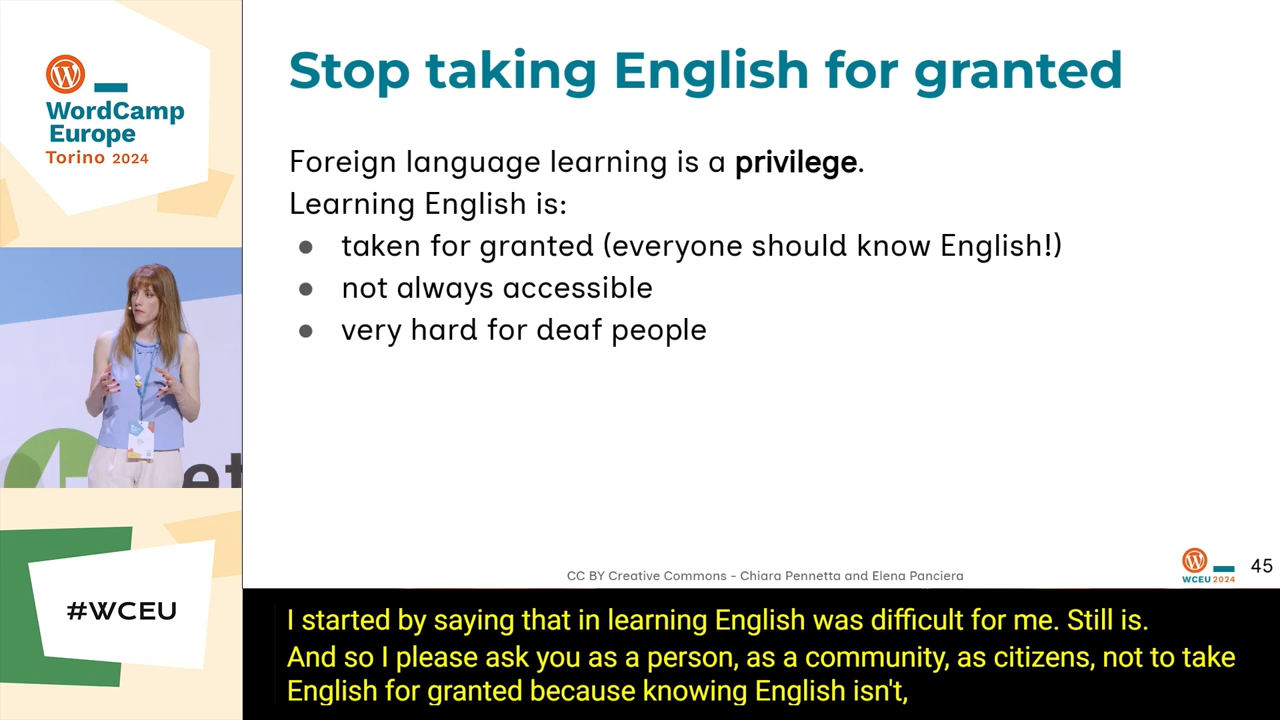 WordCamp
Europe
Torino 2024
Stop taking English for granted
Foreign language learning is a privilege.
Learning English is:
● taken for granted (everyone should know English!)
● not always accessible
● very hard for deaf people
et
#WCEU
CC BY Creative Commons - Chiara Pennetta and Elena Panciera
WCEU 2024
45
I started by saying that in learning English was difficult for me. Still is.
And so I please ask you as a person, as a community, as citizens, not to take
English for granted because knowing English isn't,